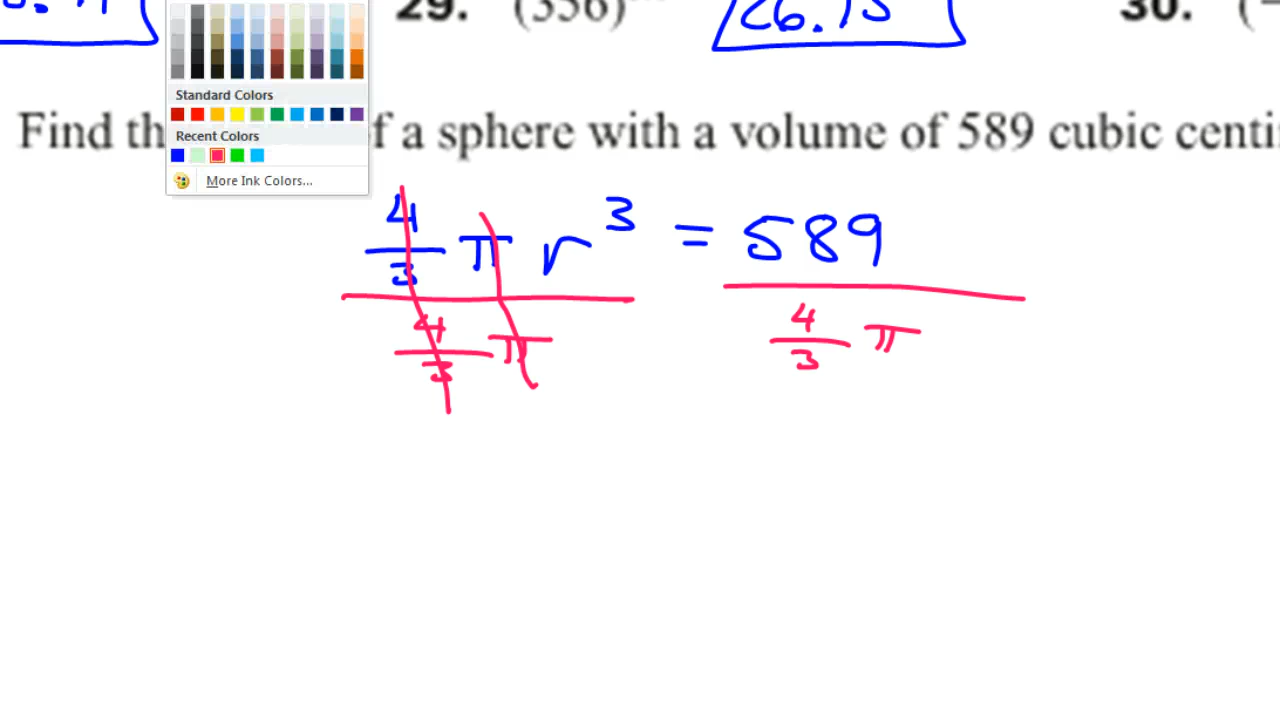 29. (356) 26.75 30. (
Standard Colors
Recent Colors
More Ink Colors...
Find th f a sphere with a volume of 589 cubic centi
4/3 π r³ = 589
4/3 π 4/3 π